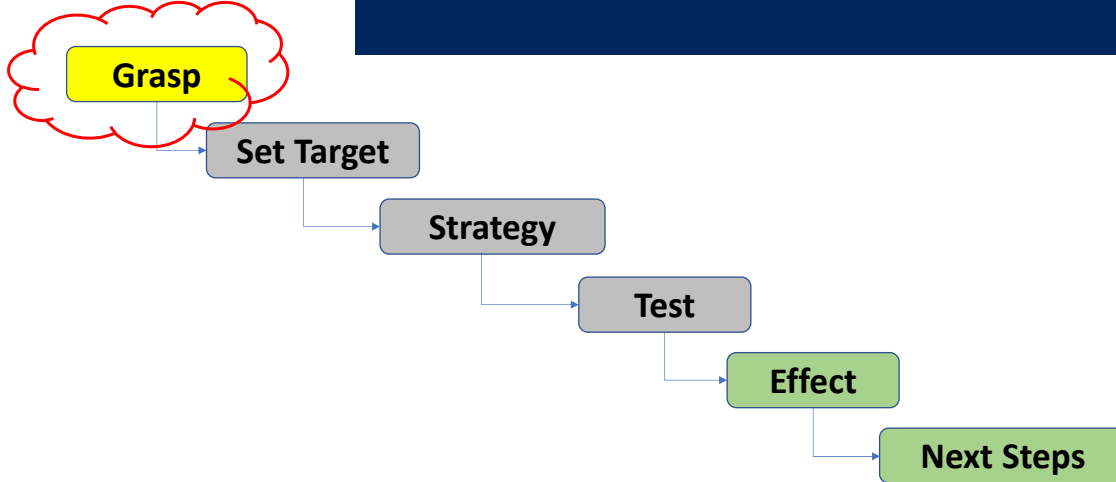 Grasp
Set Target
Strategy
Test
Effect
Next Steps